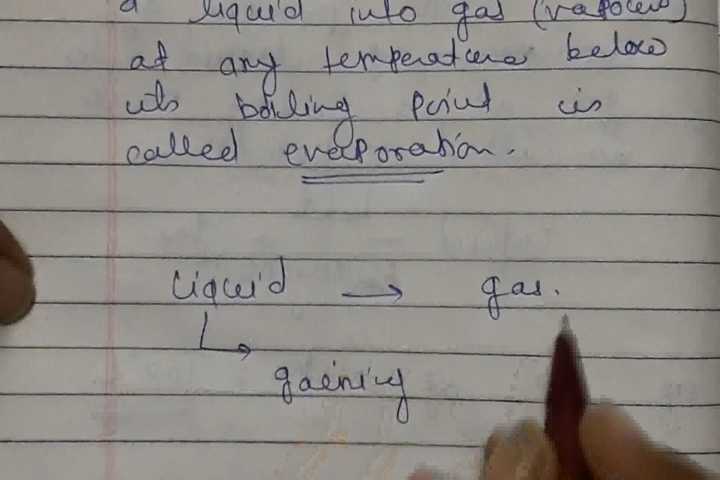 a liquid into gas (vapour)
at any temperature below
its boiling point is
called evaporation.
Liquid → gas.
gaining